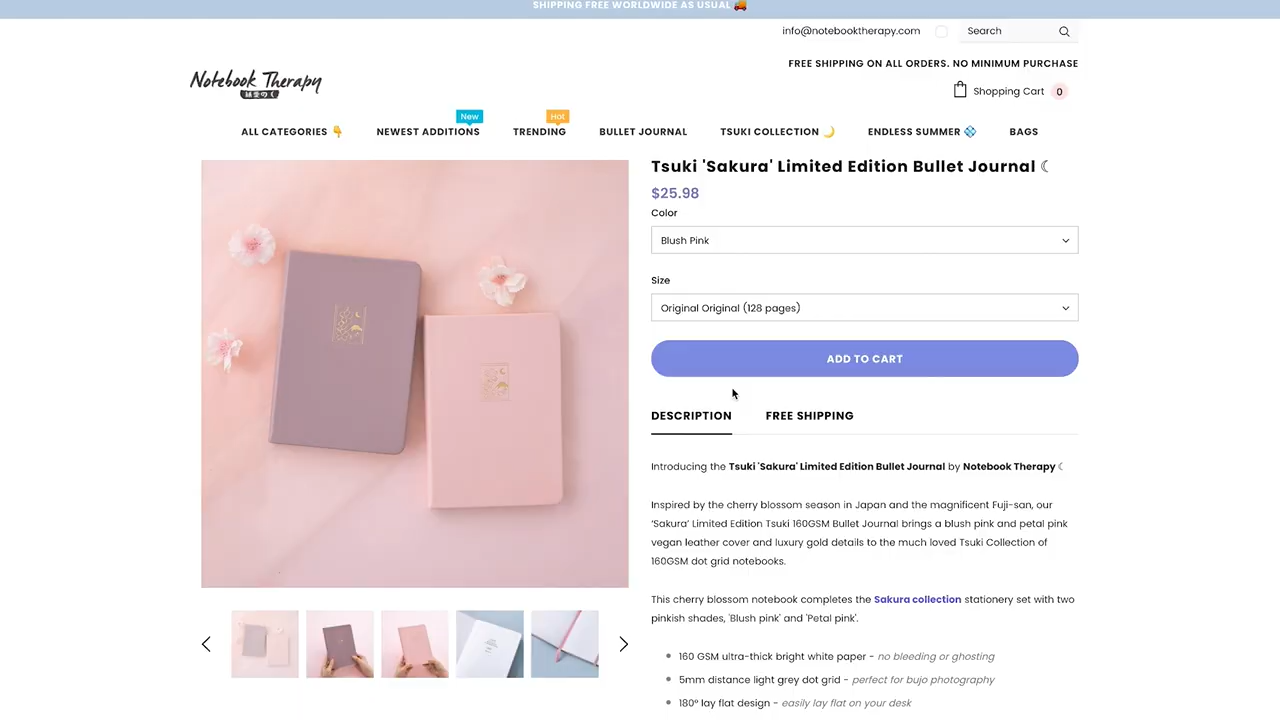 SHIPPING FREE WORLDWIDE AS USUAL 🚚
info@notebooktherapy.com
Search
FREE SHIPPING ON ALL ORDERS. NO MINIMUM PURCHASE
Notebook Therapy
Shopping Cart 0
New
Hot
ALL CATEGORIES 👇 NEWEST ADDITIONS TRENDING BULLET JOURNAL TSUKI COLLECTION 🌙 ENDLESS SUMMER 💠 BAGS
Tsuki 'Sakura' Limited Edition Bullet Journal ☾
$25.98
Color
Blush Pink
Size
Original Original (128 pages)
ADD TO CART
DESCRIPTION FREE SHIPPING
Introducing the Tsuki 'Sakura' Limited Edition Bullet Journal by Notebook Therapy ☾
Inspired by the cherry blossom season in Japan and the magnificent Fuji-san, our
'Sakura' Limited Edition Tsuki 160GSM Bullet Journal brings a blush pink and petal pink
vegan leather cover and luxury gold details to the much loved Tsuki Collection of
160GSM dot grid notebooks.
This cherry blossom notebook completes the Sakura collection stationery set with two
pinkish shades, 'Blush pink' and 'Petal pink'.
• 160 GSM ultra-thick bright white paper - no bleeding or ghosting
• 5mm distance light grey dot grid - perfect for bujo photography
• 180° lay flat design - easily lay flat on your desk